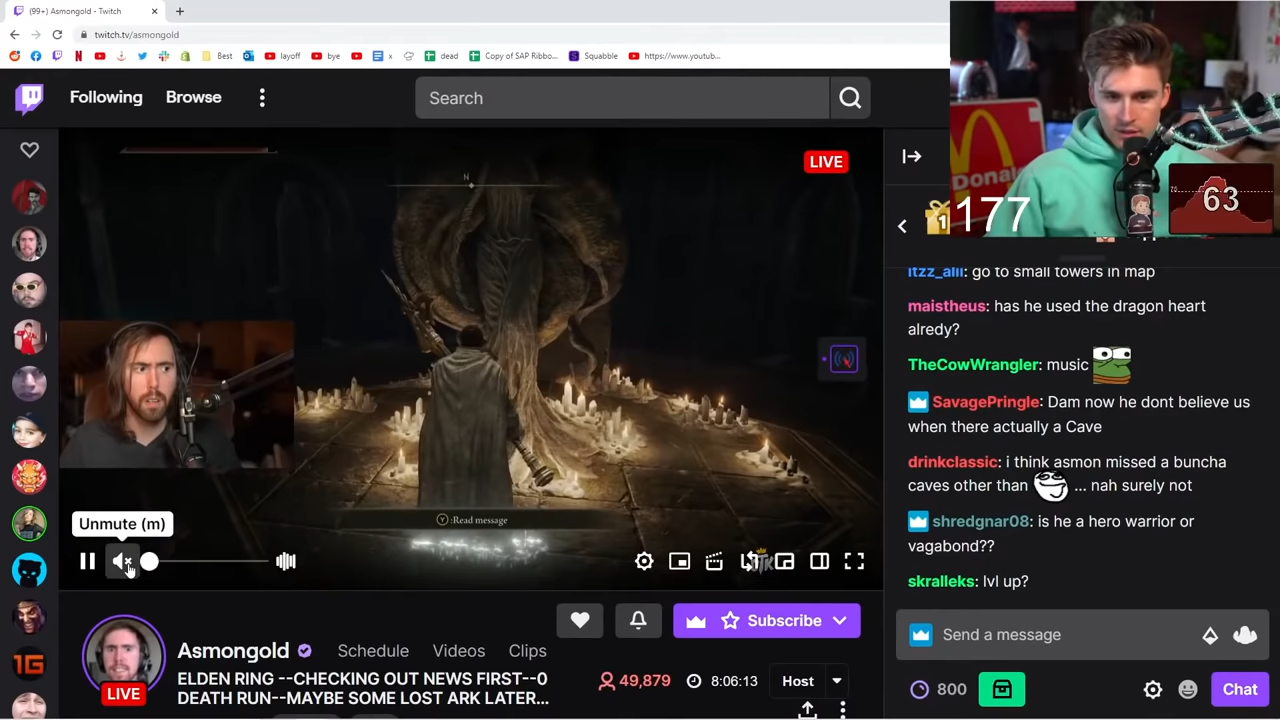 (99+) Asmongold - Twitch
twitch.tv/asmongold
Best
layoff
bye
x
dead
Copy of SAP Ribbo...
Squabble
https://www.youtub...
Following
Browse
Search
LIVE
N
1
Donal
177
63
itzz_alii: go to small towers in map
maistheus: has he used the dragon heart
alredy?
TheCowWrangler: music
SavagePringle: Dam now he dont believe us
when there actually a Cave
drinkclassic: i think asmon missed a buncha
caves other than ... nah surely not
shredgnar08: is he a hero warrior or
vagabond??
skralleks: lvl up?
Y:Read message
Unmute (m)
Subscribe
Send a message
Asmongold
Schedule
Videos
Clips
ELDEN RING --CHECKING OUT NEWS FIRST--0
DEATH RUN--MAYBE SOME LOST ARK LATER...
49,879
8:06:13
Host
LIVE
1G
800
Chat